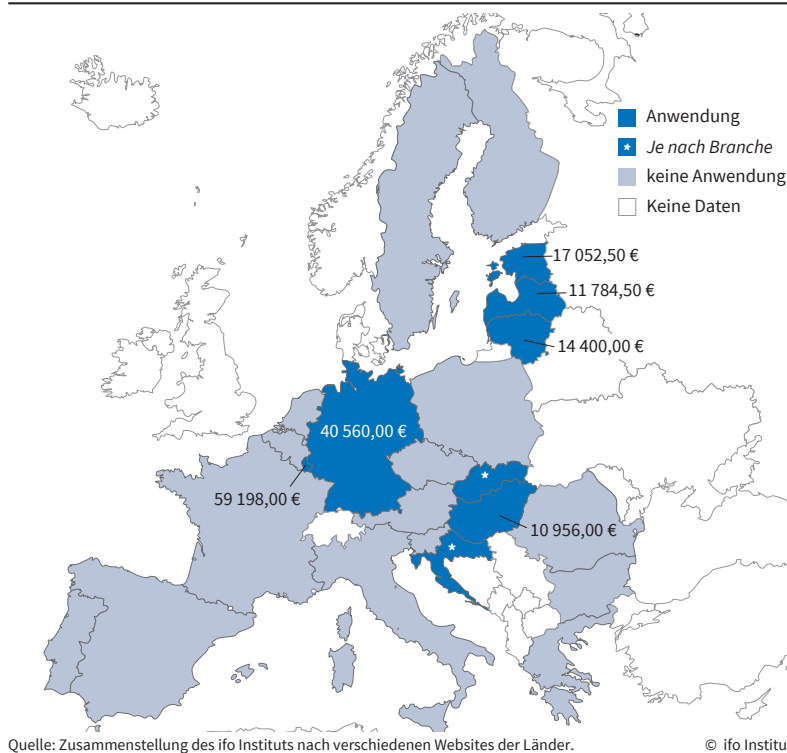 Anwendung
Je nach Branche
keine Anwendung
Keine Daten
17 052,50 €
11 784,50 €
14 400,00 €
40 560,00 €
59 198,00 €
10 956,00 €
Quelle: Zusammenstellung des ifo Instituts nach verschiedenen Websites der Länder.
© ifo Institu